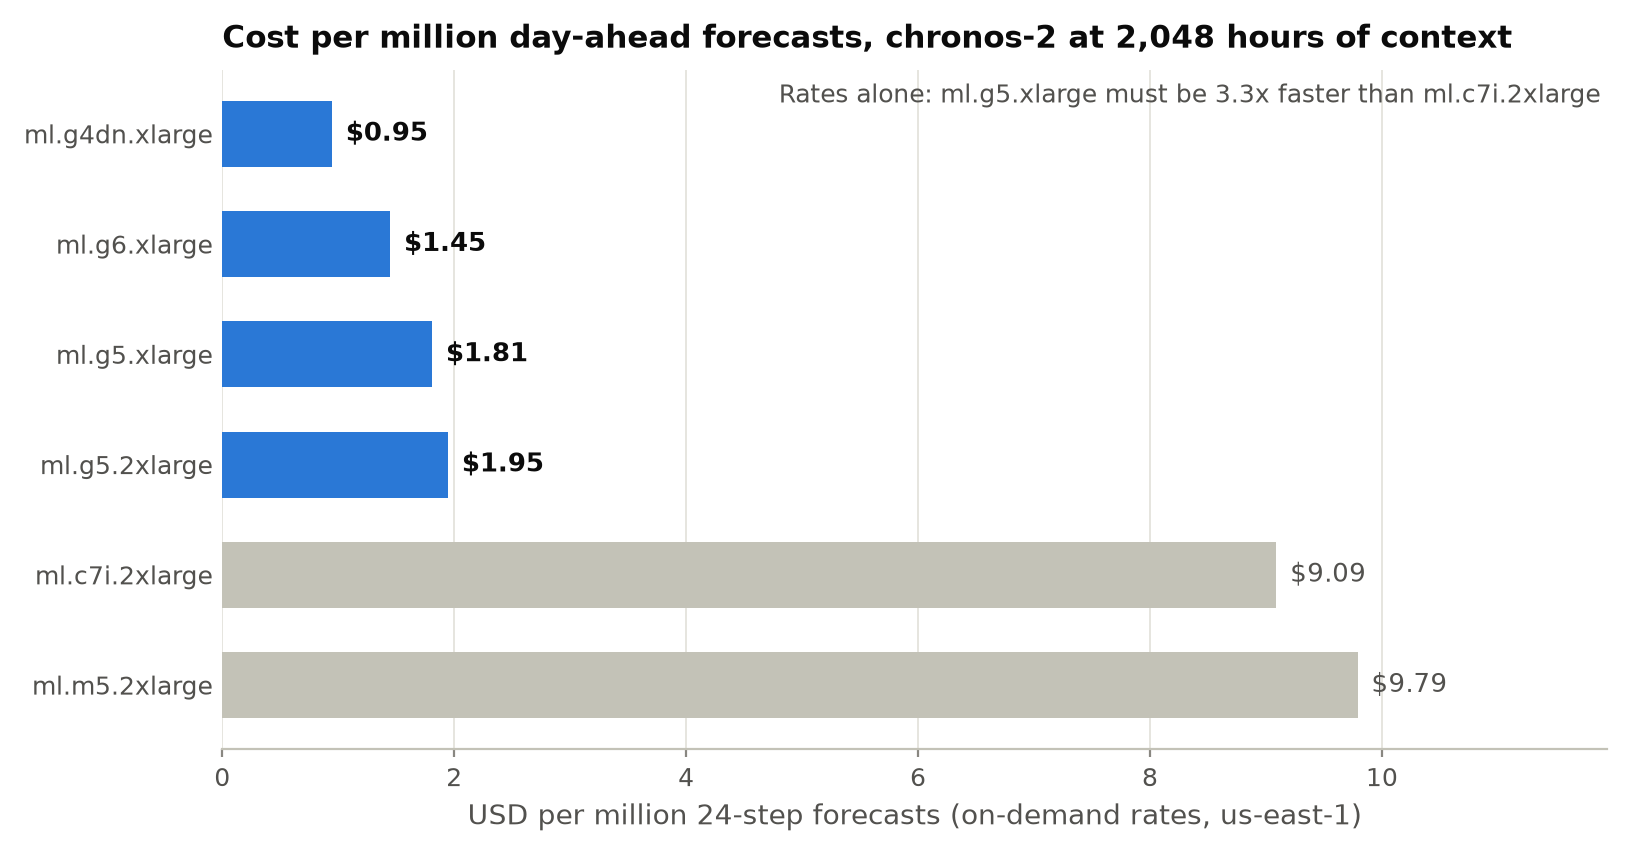 Cost per million day-ahead forecasts, chronos-2 at 2,048 hours of context
Rates alone: ml.g5.xlarge must be 3.3x faster than ml.c7i.2xlarge
ml.g4dn.xlarge $0.95
ml.g6.xlarge $1.45
ml.g5.xlarge $1.81
ml.g5.2xlarge $1.95
ml.c7i.2xlarge $9.09
ml.m5.2xlarge $9.79
0 2 4 6 8 10
USD per million 24-step forecasts (on-demand rates, us-east-1)